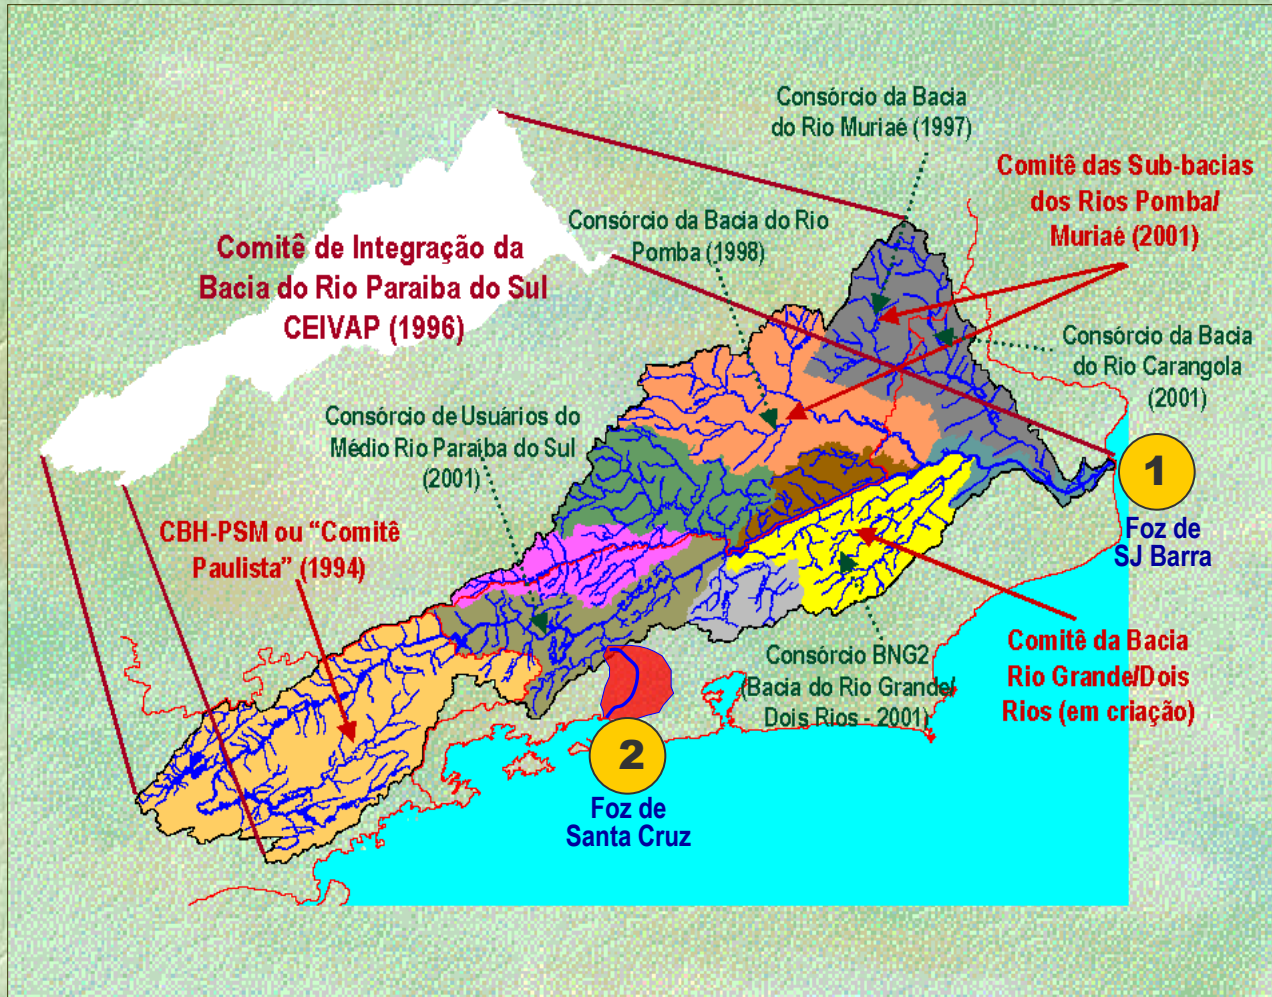 Consórcio da Bacia
do Rio Muriaé (1997)
Comitê das Sub-bacias
dos Rios Pomba/
Muriaé (2001)
Consórcio da Bacia do Rio
Pomba (1998)
Comitê de Integração da
Bacia do Rio Paraiba do Sul
CEIVAP (1996)
Consórcio da Bacia
do Rio Carangola
(2001)
Consórcio de Usuários do
Médio Rio Paraiba do Sul
(2001)
1
Foz de
SJ Barra
CBH-PSM ou “Comitê
Paulista” (1994)
Comitê da Bacia
Rio Grande/Dois
Rios (em criação)
Consórcio BNG2
(Bacia do Rio Grande/
Dois Rios - 2001)
2
Foz de
Santa Cruz